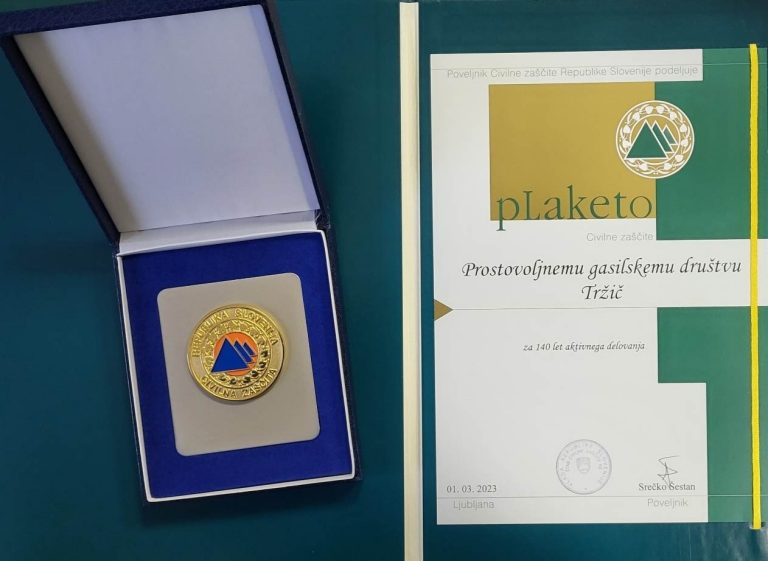 REPUBLIKA SLOVENIJA
CIVILNA ZAŠČITA
Poveljnik Civilne zaščite Republike Slovenije podeljuje
pLaketo
Civilne zaščite
Prostovoljnemu gasilskemu društvu
Tržič
za 140 let aktivnega delovanja
01. 03. 2023
Srečko Šestan
Ljubljana
Poveljnik